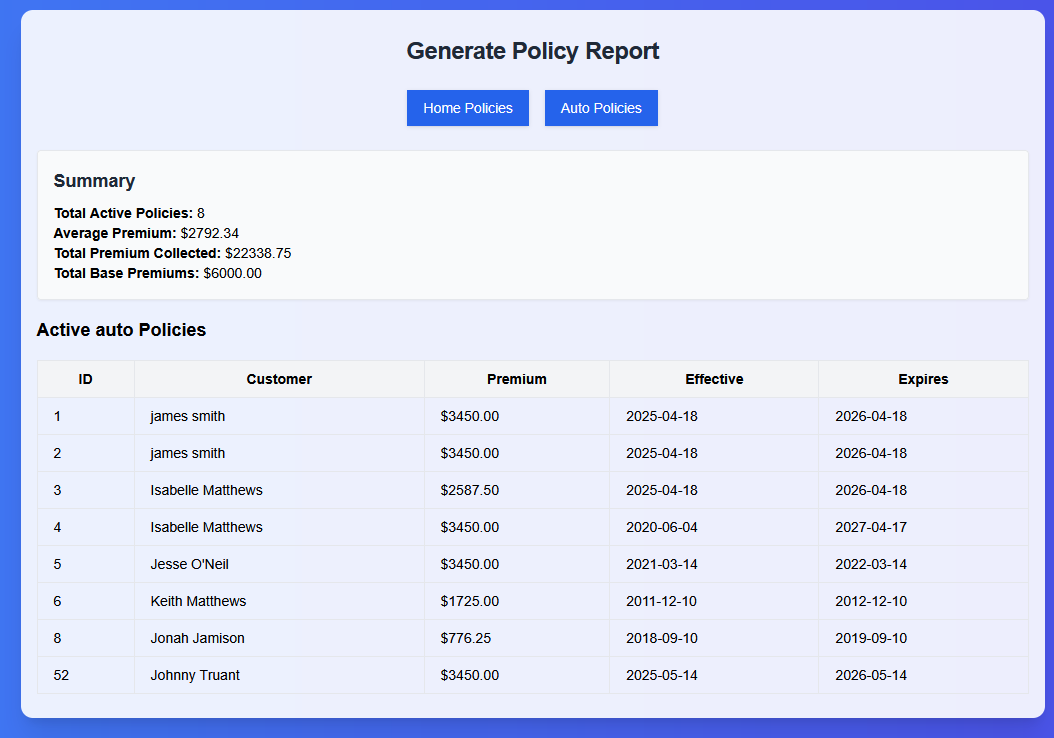 Generate Policy Report
Home Policies Auto Policies
Summary
Total Active Policies: 8
Average Premium: $2792.34
Total Premium Collected: $22338.75
Total Base Premiums: $6000.00
Active auto Policies
ID Customer Premium Effective Expires
1 james smith $3450.00 2025-04-18 2026-04-18
2 james smith $3450.00 2025-04-18 2026-04-18
3 Isabelle Matthews $2587.50 2025-04-18 2026-04-18
4 Isabelle Matthews $3450.00 2020-06-04 2027-04-17
5 Jesse O'Neil $3450.00 2021-03-14 2022-03-14
6 Keith Matthews $1725.00 2011-12-10 2012-12-10
8 Jonah Jamison $776.25 2018-09-10 2019-09-10
52 Johnny Truant $3450.00 2025-05-14 2026-05-14